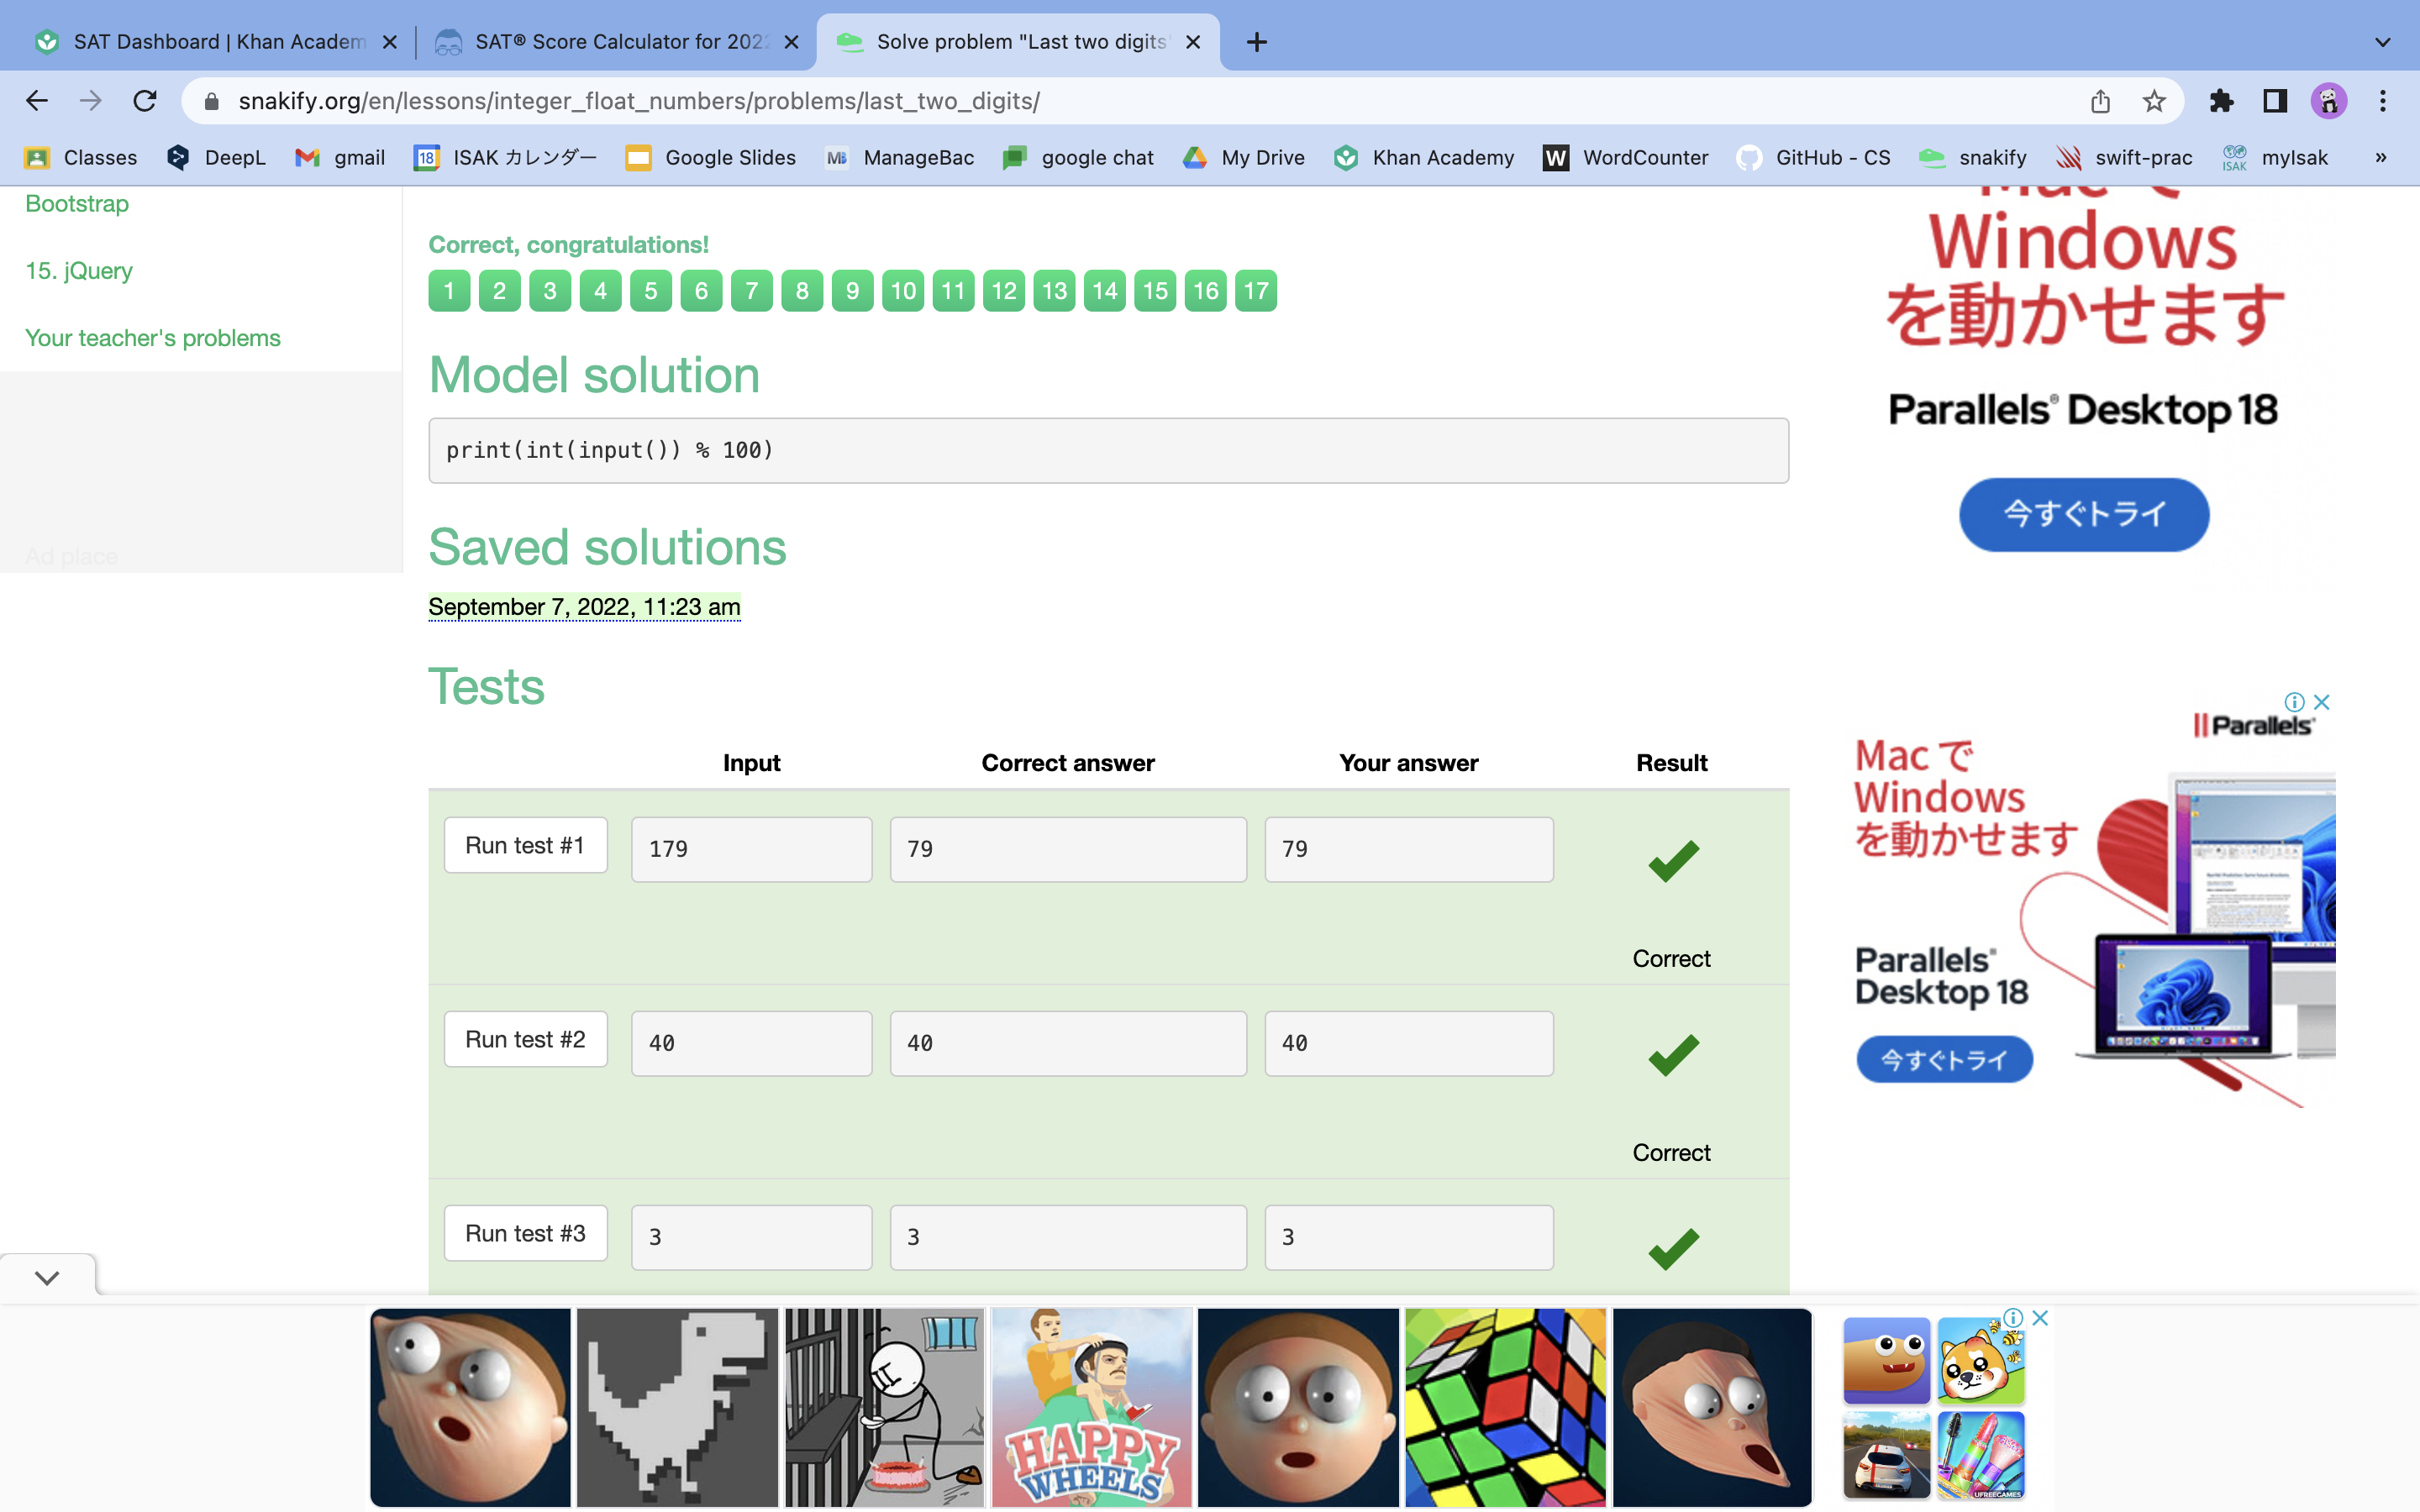 SAT Dashboard | Khan Academ
SAT® Score Calculator for 202
Solve problem "Last two digits"
snakify.org/en/lessons/integer_float_numbers/problems/last_two_digits/
Classes
DeepL
gmail
18
ISAK カレンダー
Google Slides
MB
ManageBac
google chat
My Drive
Khan Academy
W
WordCounter
GitHub - CS
snakify
swift-prac
ISAK
myIsak
»
Bootstrap
15. jQuery
Your teacher's problems
Ad place
Correct, congratulations!
1 2 3 4 5 6 7 8 9 10 11 12 13 14 15 16 17
Model solution
print(int(input()) % 100)
Saved solutions
September 7, 2022, 11:23 am
Tests
Input Correct answer Your answer Result
Run test #1 179 79 79
Correct
Run test #2 40 40 40
Correct
Run test #3 3 3 3
Mac で
Windows
を動かせます
Parallels® Desktop 18
今すぐトライ
Parallels®
Mac で
Windows
を動かせます
Parallels®
Desktop 18
今すぐトライ
HAPPY
WHEELS
UFREEGAMES